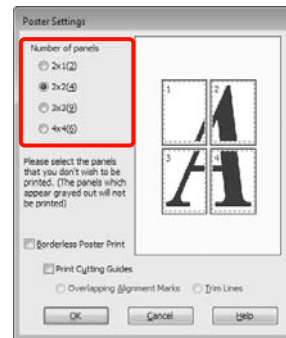 Poster Settings
Number of panels
2x1(2)
2x2(4)
3x3(9)
4x4(6)
1 2
3 4
Please select the panels
that you don't wish to be
printed. (The panels which
appear grayed out will not
be printed)
Borderless Poster Print
Print Cutting Guides
Overlapping Alignment Marks Trim Lines
OK Cancel Help